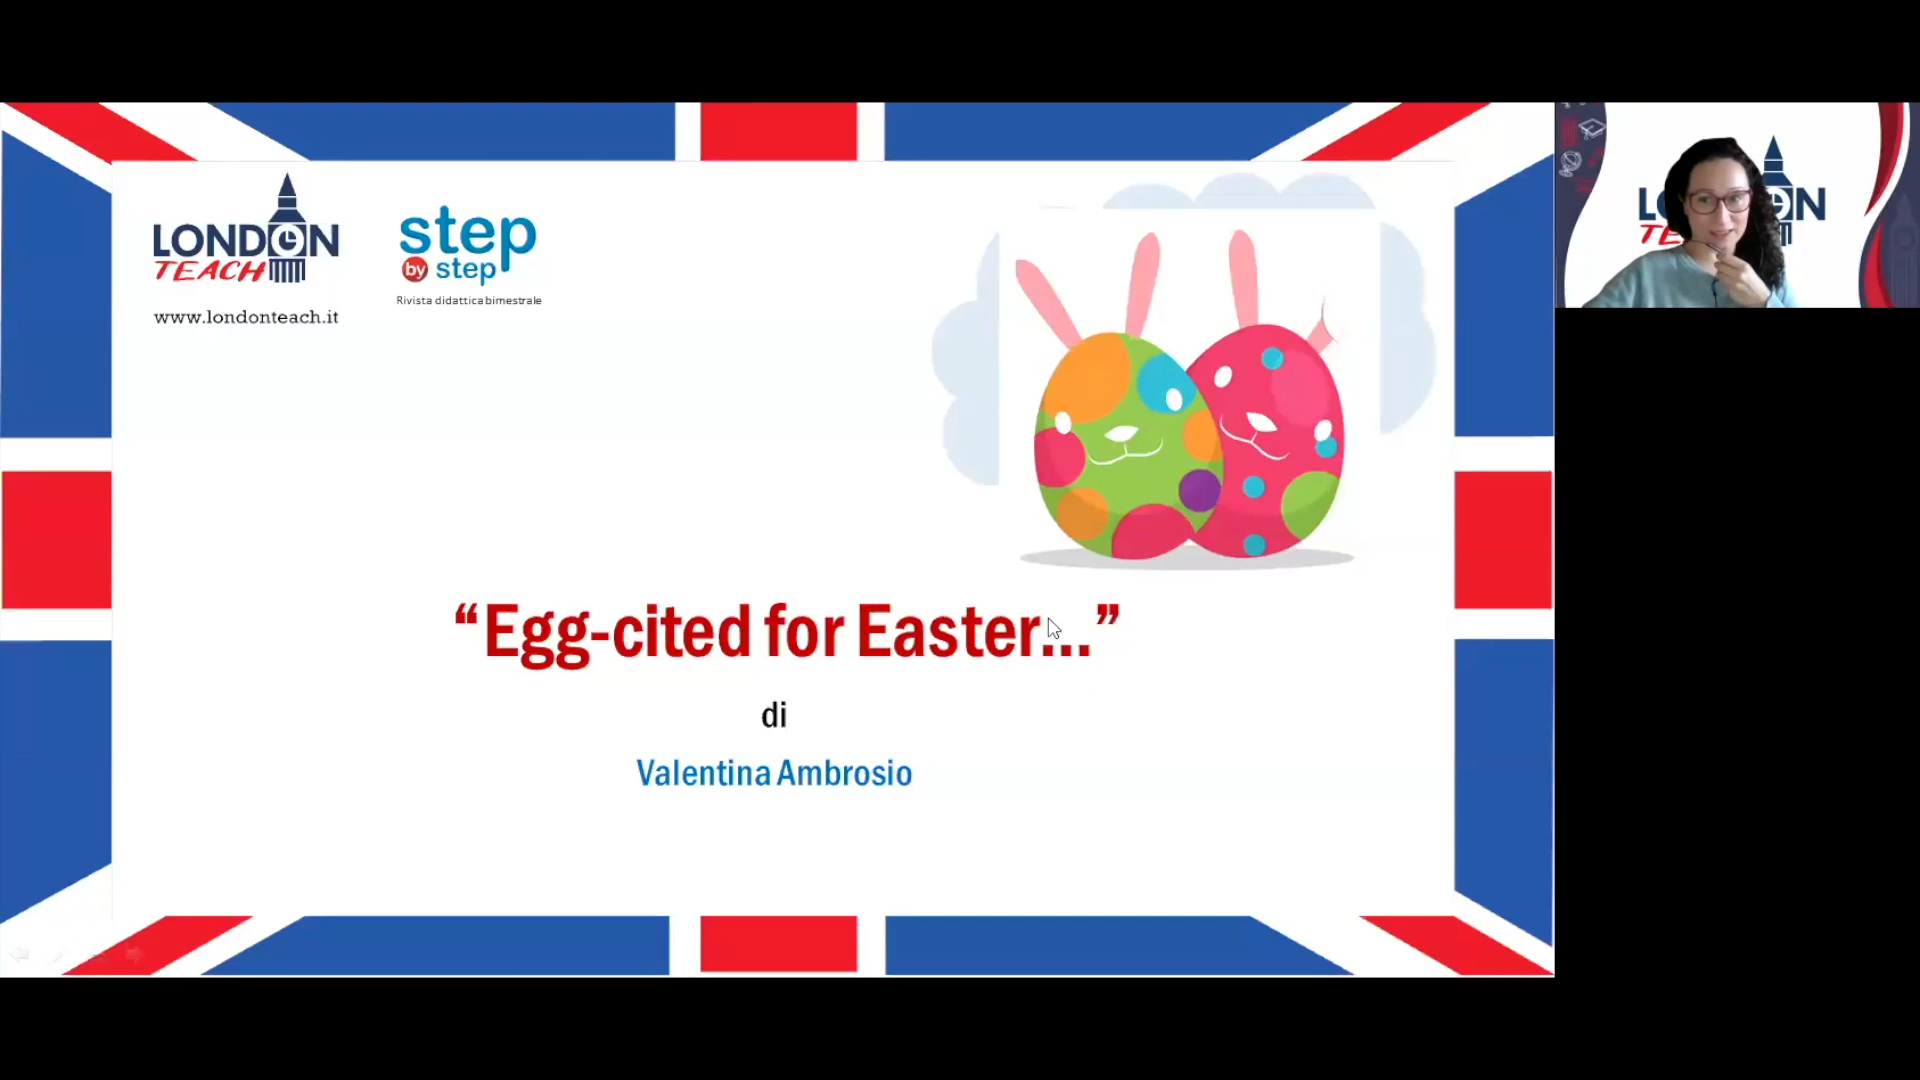 LONDON
TEACH
www.londonteach.it
step
by step
Rivista didattica bimestrale
“Egg-cited for Easter...”
di
Valentina Ambrosio